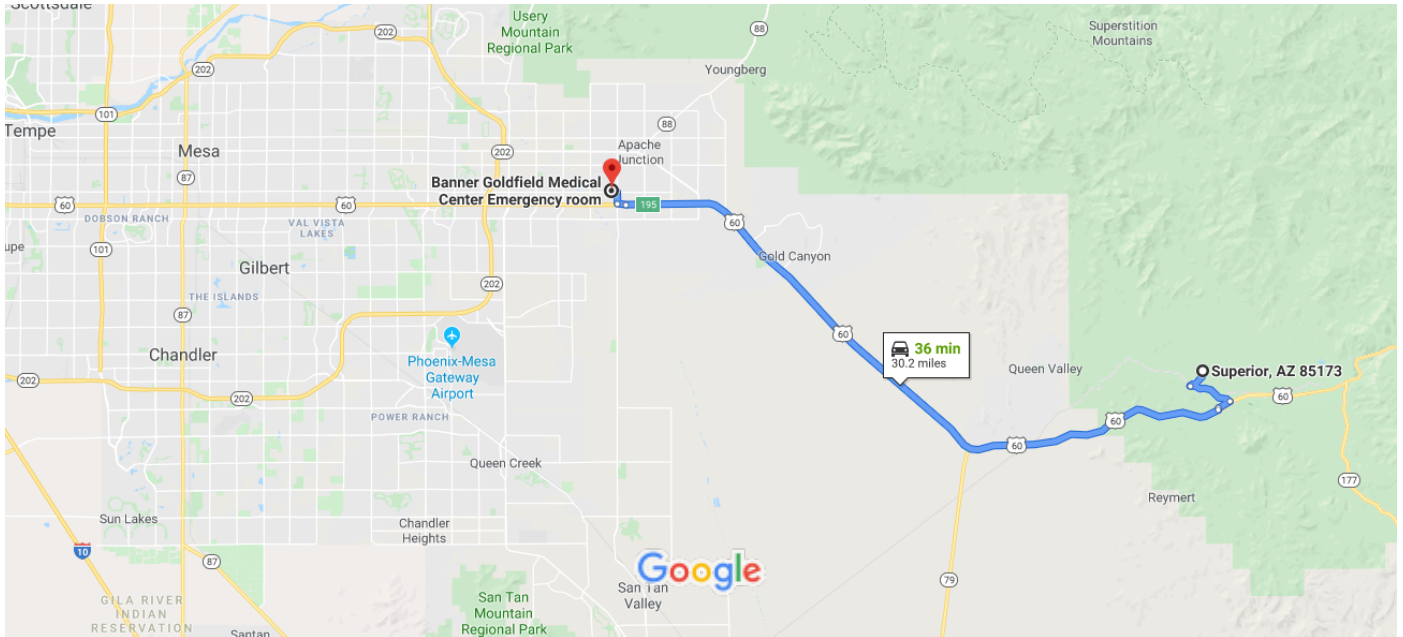 Scottsdale
Usery
Mountain
Regional Park
Superstition
Mountains
202
88
Youngberg
202
101
Tempe
Mesa
88
Apache
Junction
202
87
Banner Goldfield Medical
Center Emergency room
60
60
195
DOBSON RANCH
VAL VISTA
LAKES
60
upe
101
Gilbert
Gold Canyon
202
THE ISLANDS
87
60
Phoenix-Mesa
Gateway
Airport
36 min
30.2 miles
Chandler
Queen Valley
Superior, AZ 85173
202
202
60
POWER RANCH
60
60
Queen Creek
177
Reymert
Sun Lakes
Chandler
Heights
10
87
Google
79
San Tan
Valley
GILA RIVER
INDIAN
RESERVATION
San Tan
Mountain
Regional Park
Santan